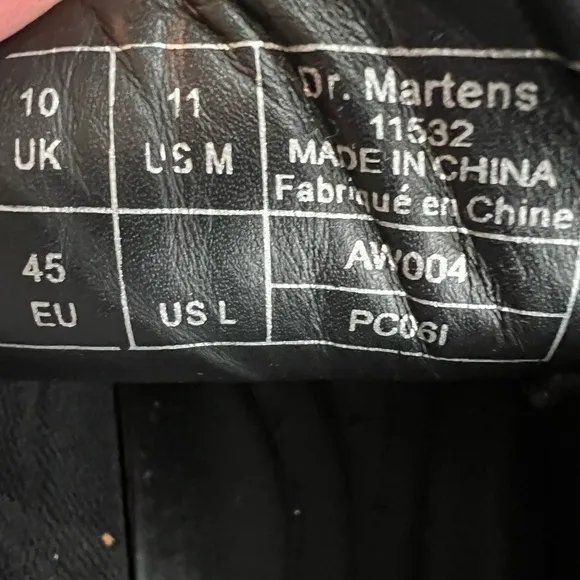 10
UK
11
US M
Dr. Martens
11532
MADE IN CHINA
Fabriqué en Chine
45
EU
US L
AW004
PC06I